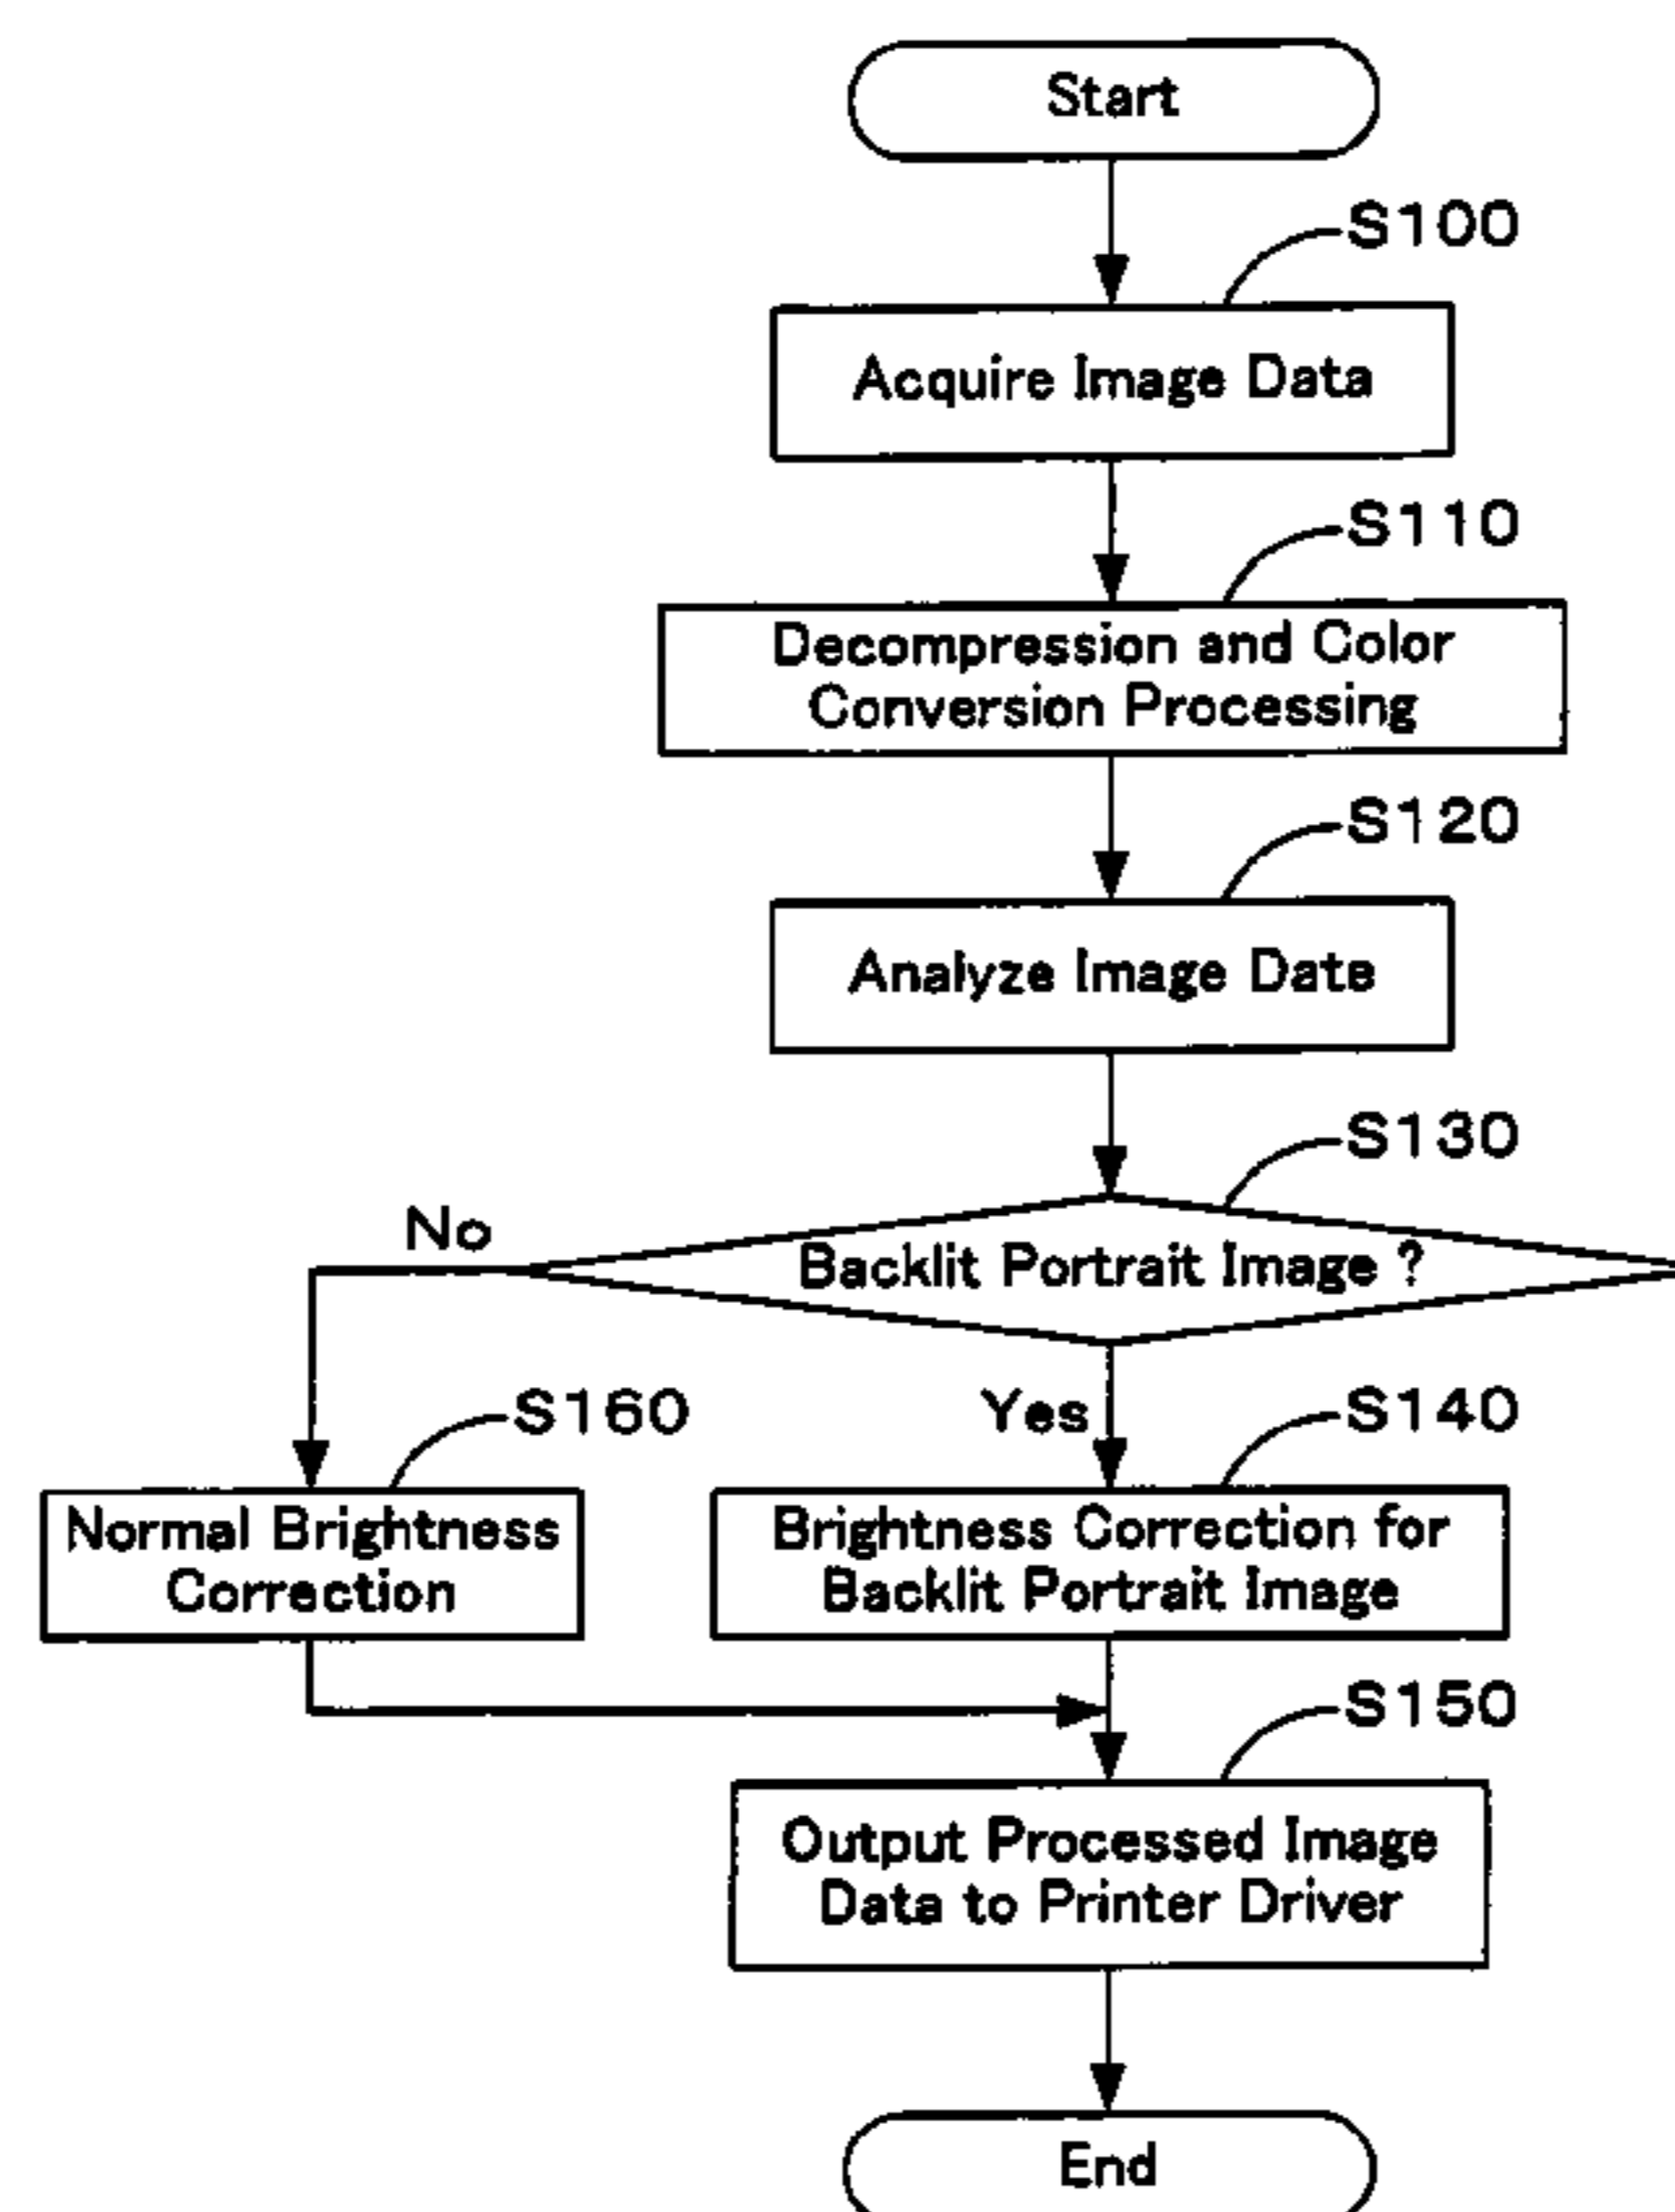 Start
S100
Acquire Image Data
S110
Decompression and Color
Conversion Processing
S120
Analyze Image Date
S130
No
Backlit Portrait Image ?
S160
Yes
S140
Normal Brightness
Correction
Brightness Correction for
Backlit Portrait Image
S150
Output Processed Image
Data to Printer Driver
End